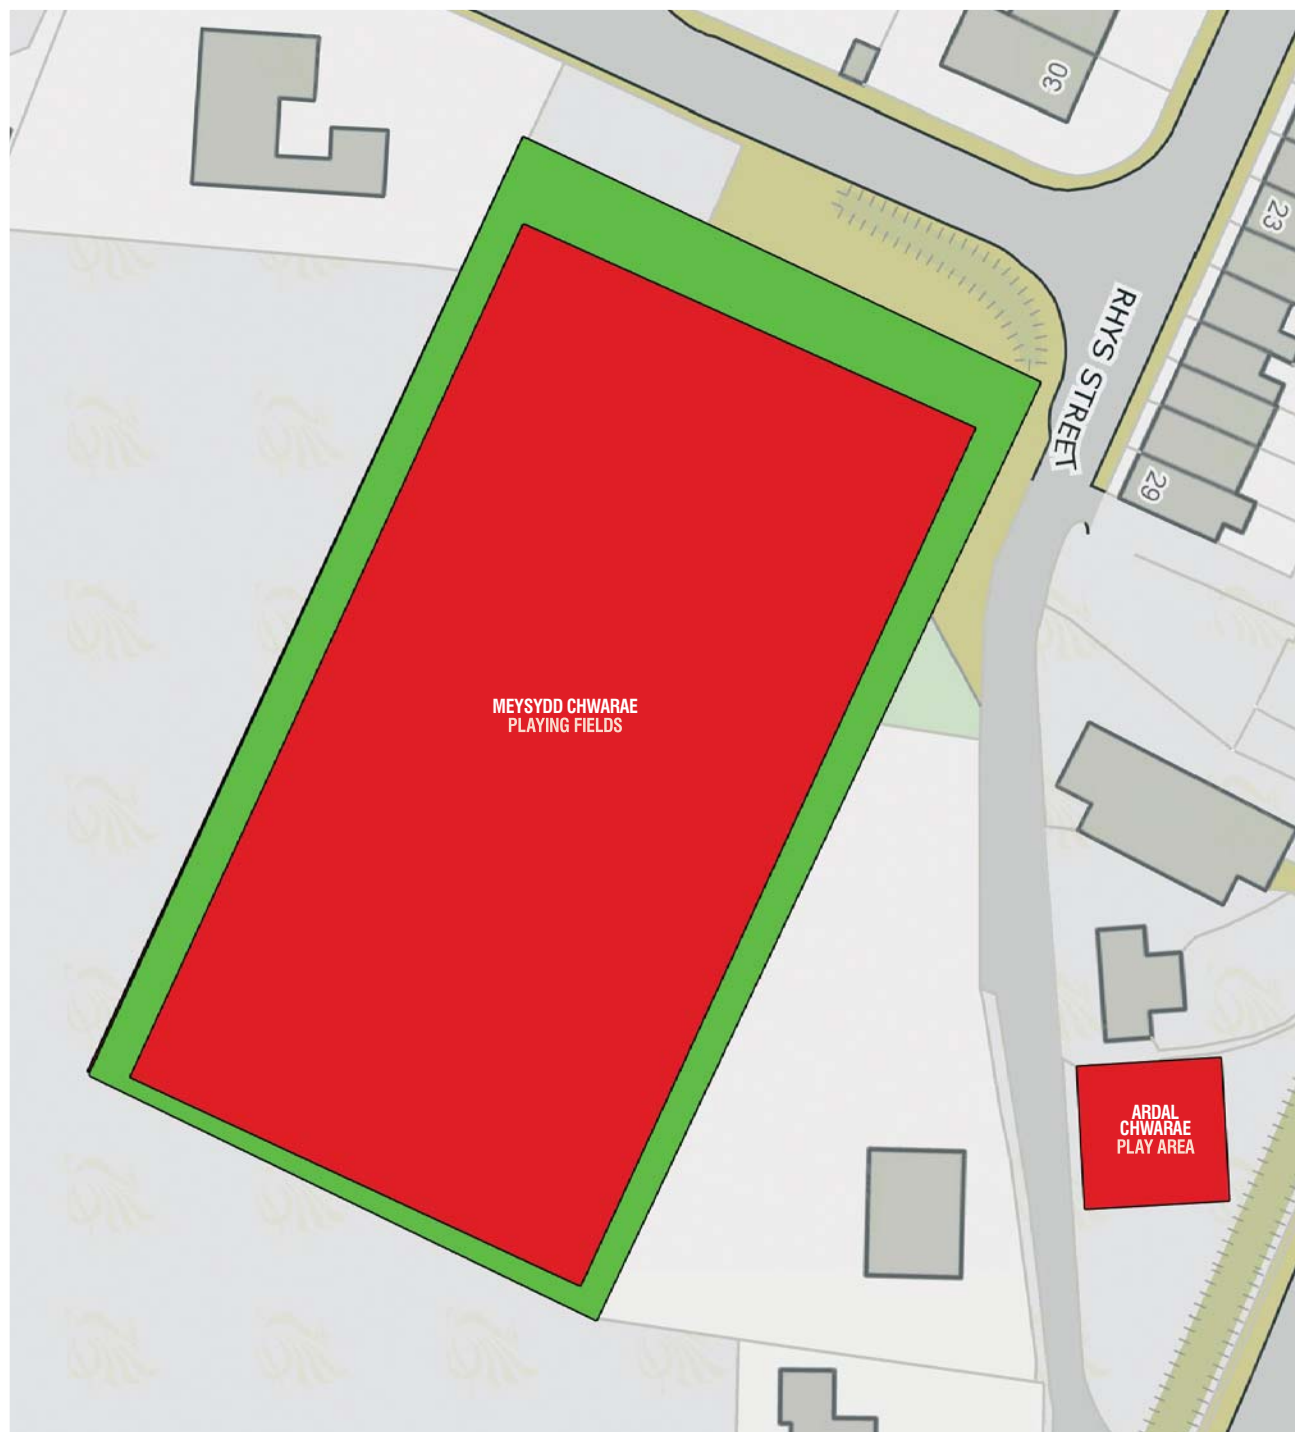 30
23
RHYS STREET
29
MEYSYDD CHWARAE
PLAYING FIELDS
ARDAL
CHWARAE
PLAY AREA